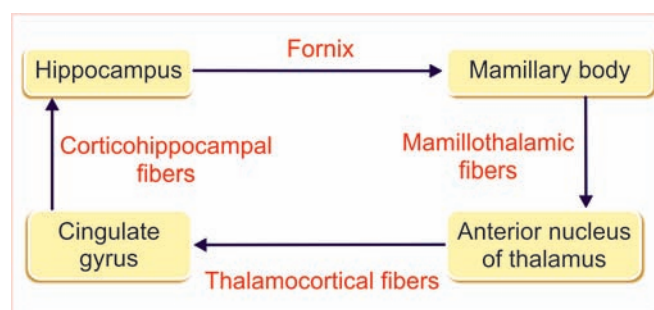 Fornix
Hippocampus
Mamillary body
Corticohippocampal
fibers
Mamillothalamic
fibers
Cingulate
gyrus
Anterior nucleus
of thalamus
Thalamocortical fibers